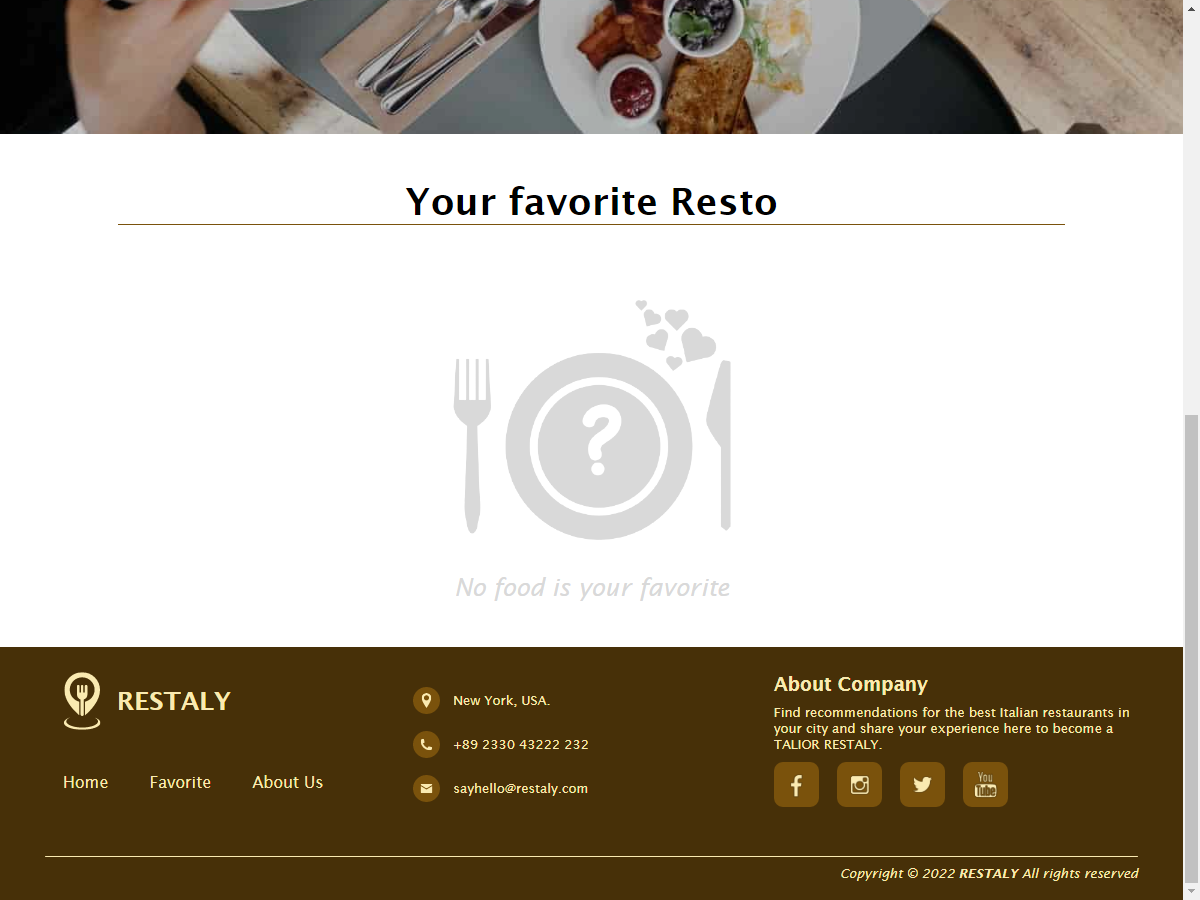 Your favorite Resto
?
No food is your favorite
RESTALY
Home Favorite About Us
New York, USA.
+89 2330 43222 232
sayhello@restaly.com
About Company
Find recommendations for the best Italian restaurants in
your city and share your experience here to become a
TALIOR RESTALY.
f
You
Tube
Copyright © 2022 RESTALY All rights reserved